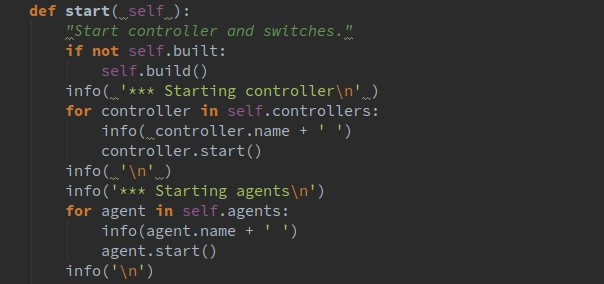 def start( self ):
    "Start controller and switches."
    if not self.built:
        self.build()
    info( '*** Starting controller\n' )
    for controller in self.controllers:
        info( controller.name + ' ')
        controller.start()
    info( '\n' )
    info('*** Starting agents\n')
    for agent in self.agents:
        info(agent.name + ' ')
        agent.start()
    info('\n')